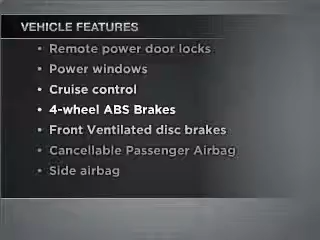 VEHICLE FEATURES
• Remote power door locks
• Power windows
• Cruise control
• 4-wheel ABS Brakes
• Front Ventilated disc brakes
• Cancellable Passenger Airbag
• Side airbag